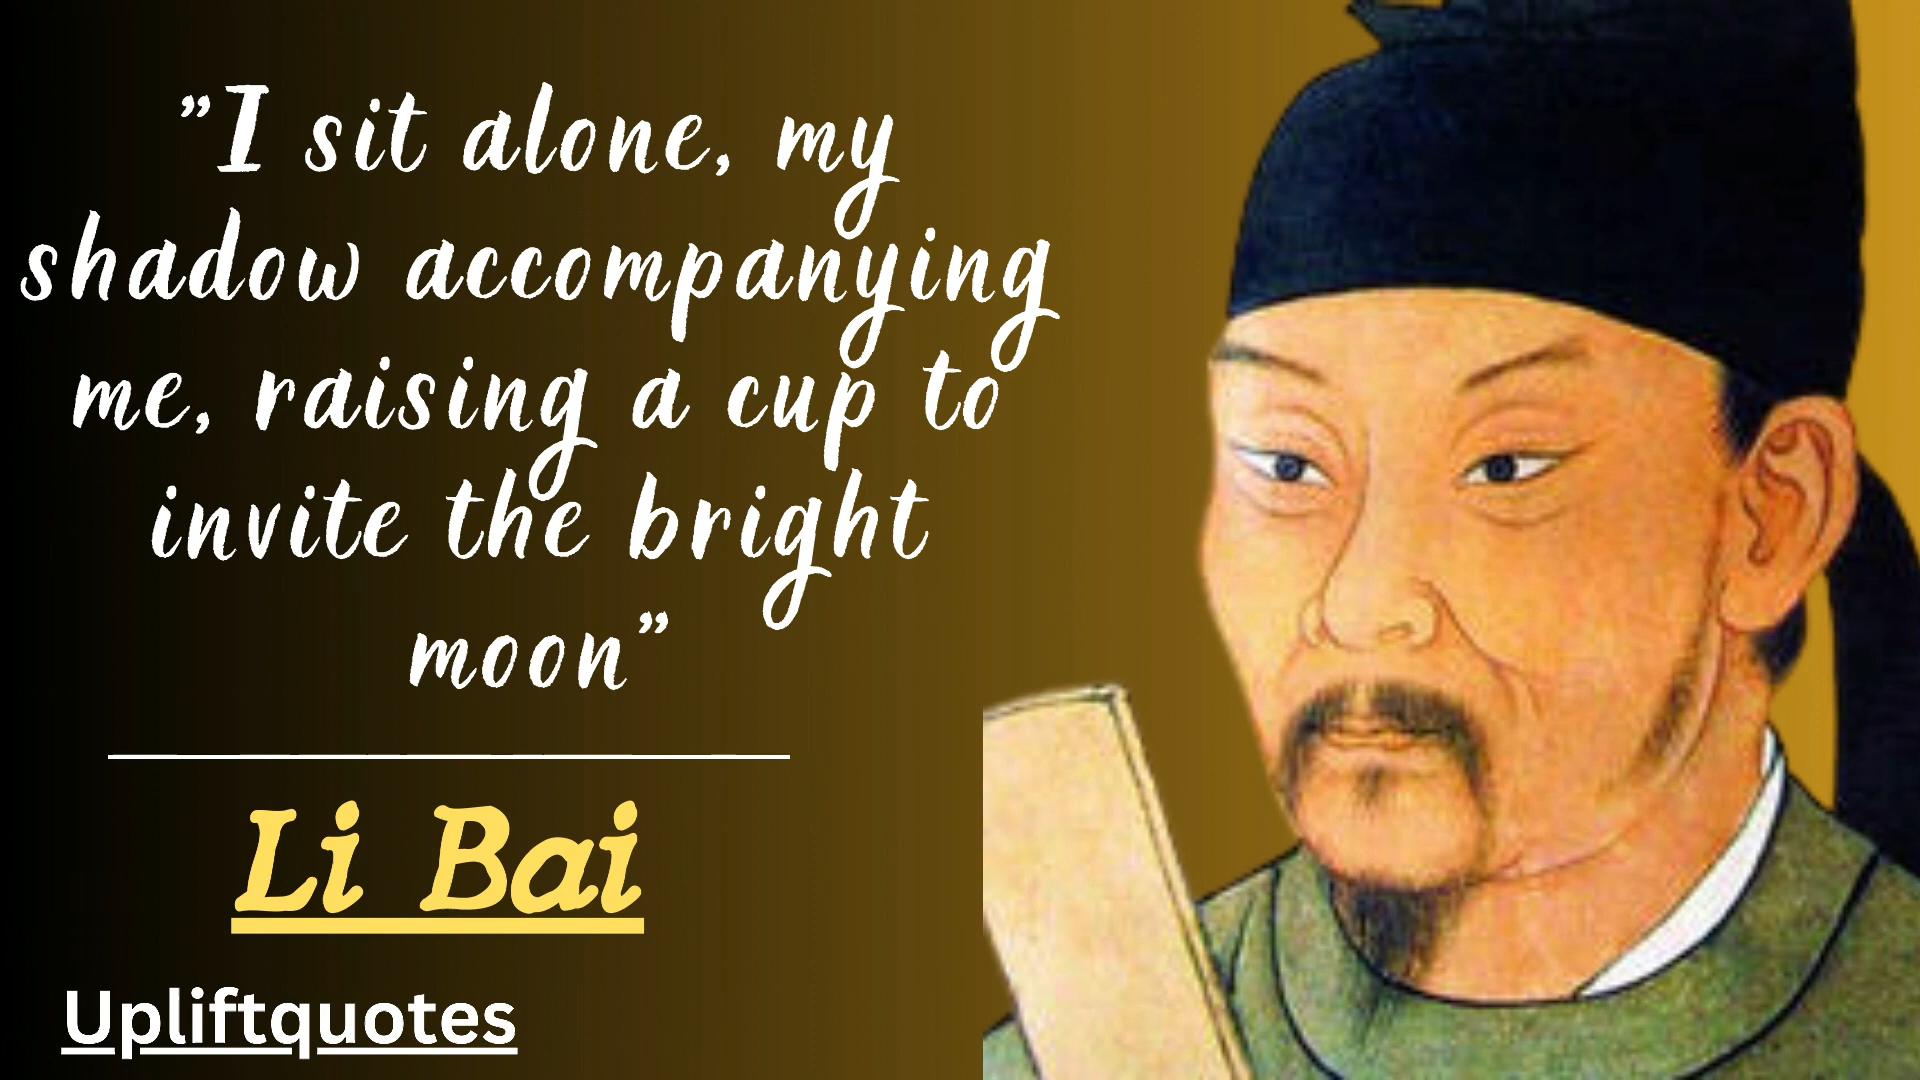 "I sit alone, my
shadow accompanying
me, raising a cup to
invite the bright
moon"
Li Bai
Upliftquotes